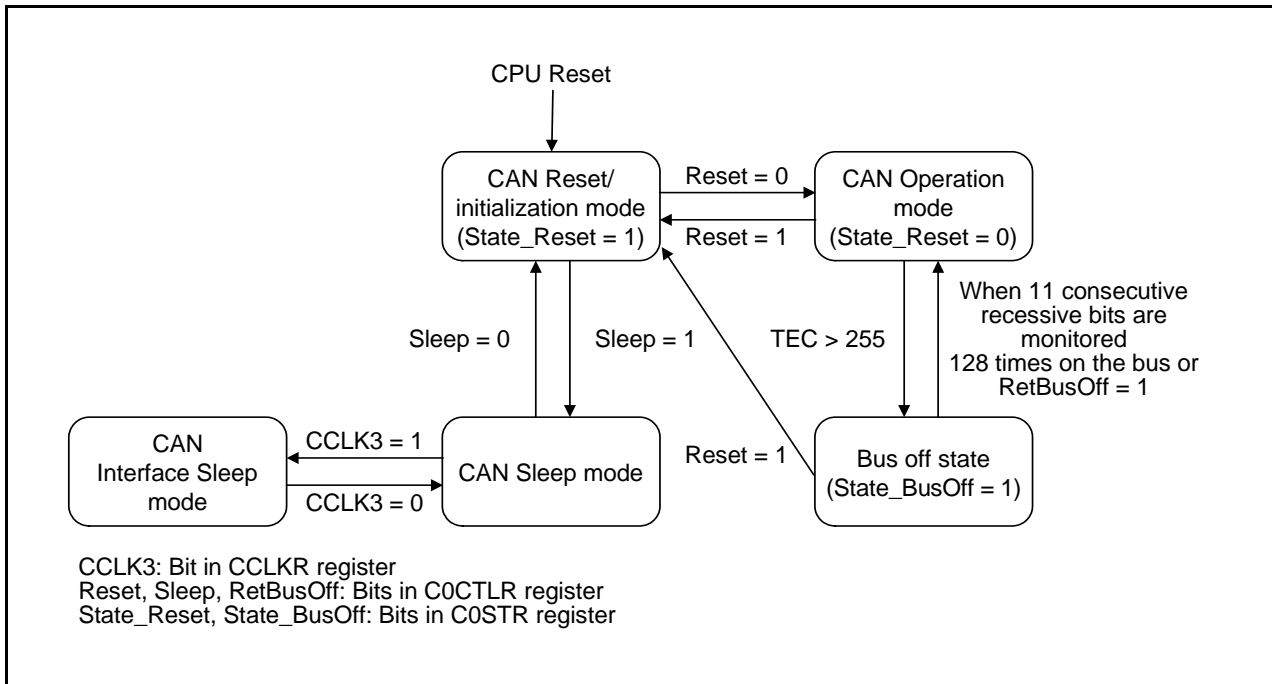 CPU Reset
CAN Reset/
initialization mode
(State_Reset = 1)
Reset = 0
Reset = 1
CAN Operation
mode
(State_Reset = 0)
Sleep = 0
Sleep = 1
TEC > 255
When 11 consecutive
recessive bits are
monitored
128 times on the bus or
RetBusOff = 1
CAN
Interface Sleep
mode
CCLK3 = 1
CCLK3 = 0
CAN Sleep mode
Reset = 1
Bus off state
(State_BusOff = 1)
CCLK3: Bit in CCLKR register
Reset, Sleep, RetBusOff: Bits in C0CTLR register
State_Reset, State_BusOff: Bits in C0STR register